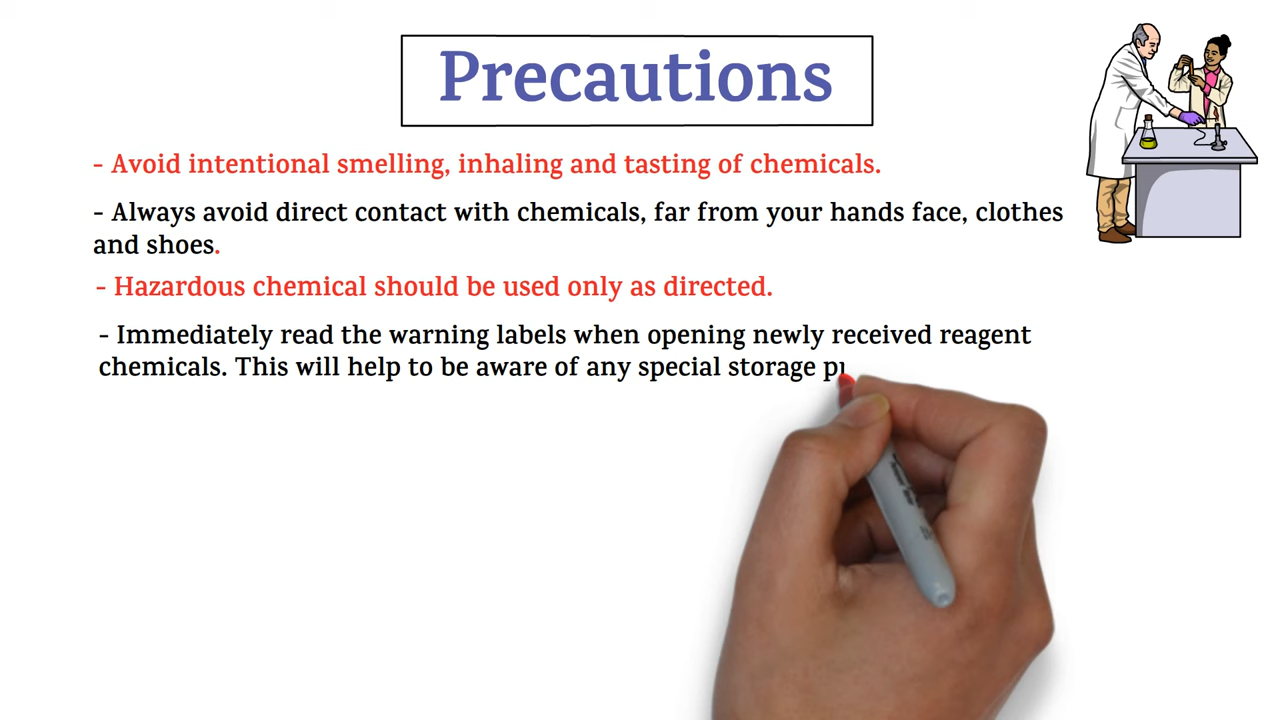 Precautions
- Avoid intentional smelling, inhaling and tasting of chemicals.
- Always avoid direct contact with chemicals, far from your hands face, clothes
and shoes.
- Hazardous chemical should be used only as directed.
- Immediately read the warning labels when opening newly received reagent
chemicals. This will help to be aware of any special storage